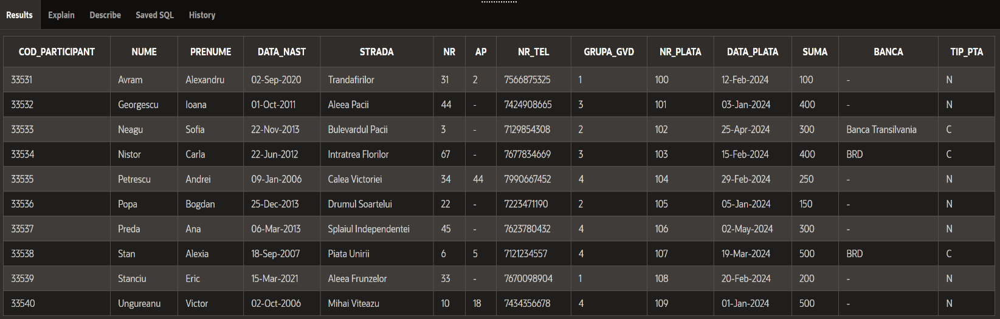 Results Explain Describe Saved SQL History
COD_PARTICIPANT NUME PRENUME DATA_NAST STRADA NR AP NR_TEL GRUPA_GVD NR_PLATA DATA_PLATA SUMA BANCA TIP_PTA
33531 Avram Alexandru 02-Sep-2020 Trandafirilor 31 2 7566875325 1 100 12-Feb-2024 100 - N
33532 Georgescu Ioana 01-Oct-2011 Aleea Pacii 44 - 7424908665 3 101 03-Jan-2024 400 - N
33533 Neagu Sofia 22-Nov-2013 Bulevardul Pacii 3 - 7129854308 2 102 25-Apr-2024 300 Banca Transilvania C
33534 Nistor Carla 22-Jun-2012 Intratrea Florilor 67 - 7677834669 3 103 15-Feb-2024 400 BRD C
33535 Petrescu Andrei 09-Jan-2006 Calea Victoriei 34 44 7990667452 4 104 29-Feb-2024 250 - N
33536 Popa Bogdan 25-Dec-2013 Drumul Soartelui 22 - 7223471190 2 105 05-Jan-2024 150 - N
33537 Preda Ana 06-Mar-2013 Splaiul Independentei 45 - 7623780432 4 106 02-May-2024 300 - N
33538 Stan Alexia 18-Sep-2007 Piata Unirii 6 5 7121234557 4 107 19-Mar-2024 500 BRD C
33539 Stanciu Eric 15-Mar-2021 Aleea Frunzelor 33 - 7670098904 1 108 20-Feb-2024 200 - N
33540 Ungureanu Victor 02-Oct-2006 Mihai Viteazu 10 18 7434356678 4 109 01-Jan-2024 500 - N